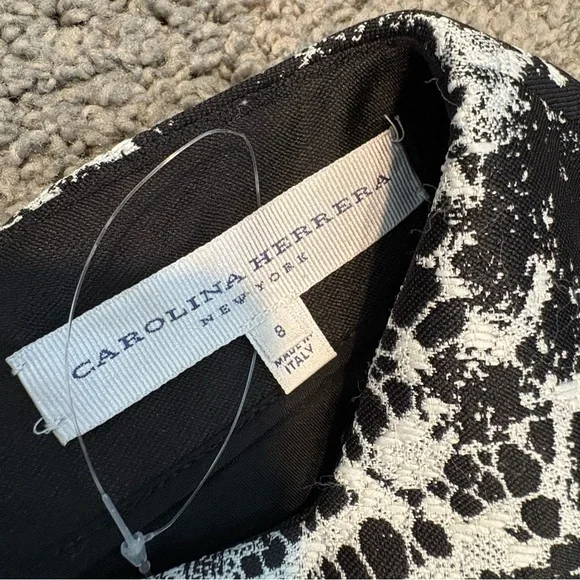 CAROLINA HERRERA
NEW YORK
8
MADE IN
ITALY